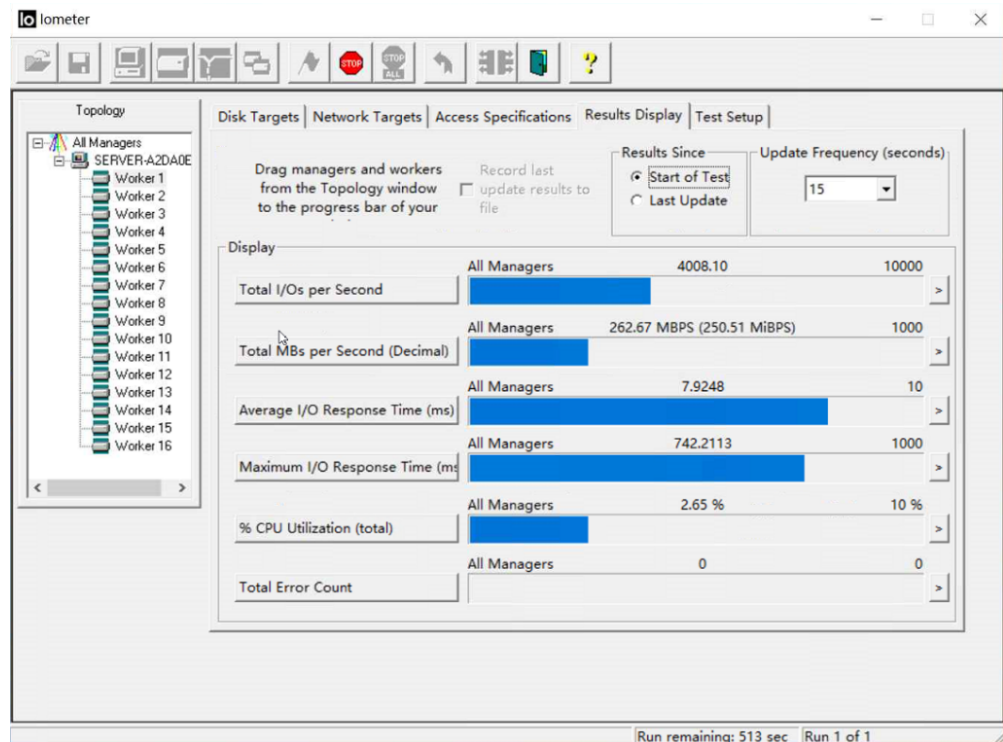 Iometer
STOP
STOP
ALL
Topology
All Managers
SERVER-A2DA0E
Worker 1
Worker 2
Worker 3
Worker 4
Worker 5
Worker 6
Worker 7
Worker 8
Worker 9
Worker 10
Worker 11
Worker 12
Worker 13
Worker 14
Worker 15
Worker 16
Disk Targets Network Targets Access Specifications Results Display Test Setup
Drag managers and workers
from the Topology window
to the progress bar of your
Record last
update results to
file
Results Since
Start of Test
Last Update
Update Frequency (seconds)
15
Display
All Managers 4008.10 10000
Total I/Os per Second >
All Managers 262.67 MBPS (250.51 MiBPS) 1000
Total MBs per Second (Decimal) >
All Managers 7.9248 10
Average I/O Response Time (ms) >
All Managers 742.2113 1000
Maximum I/O Response Time (ms >
All Managers 2.65 % 10 %
% CPU Utilization (total) >
All Managers 0 0
Total Error Count >
Run remaining: 513 sec Run 1 of 1